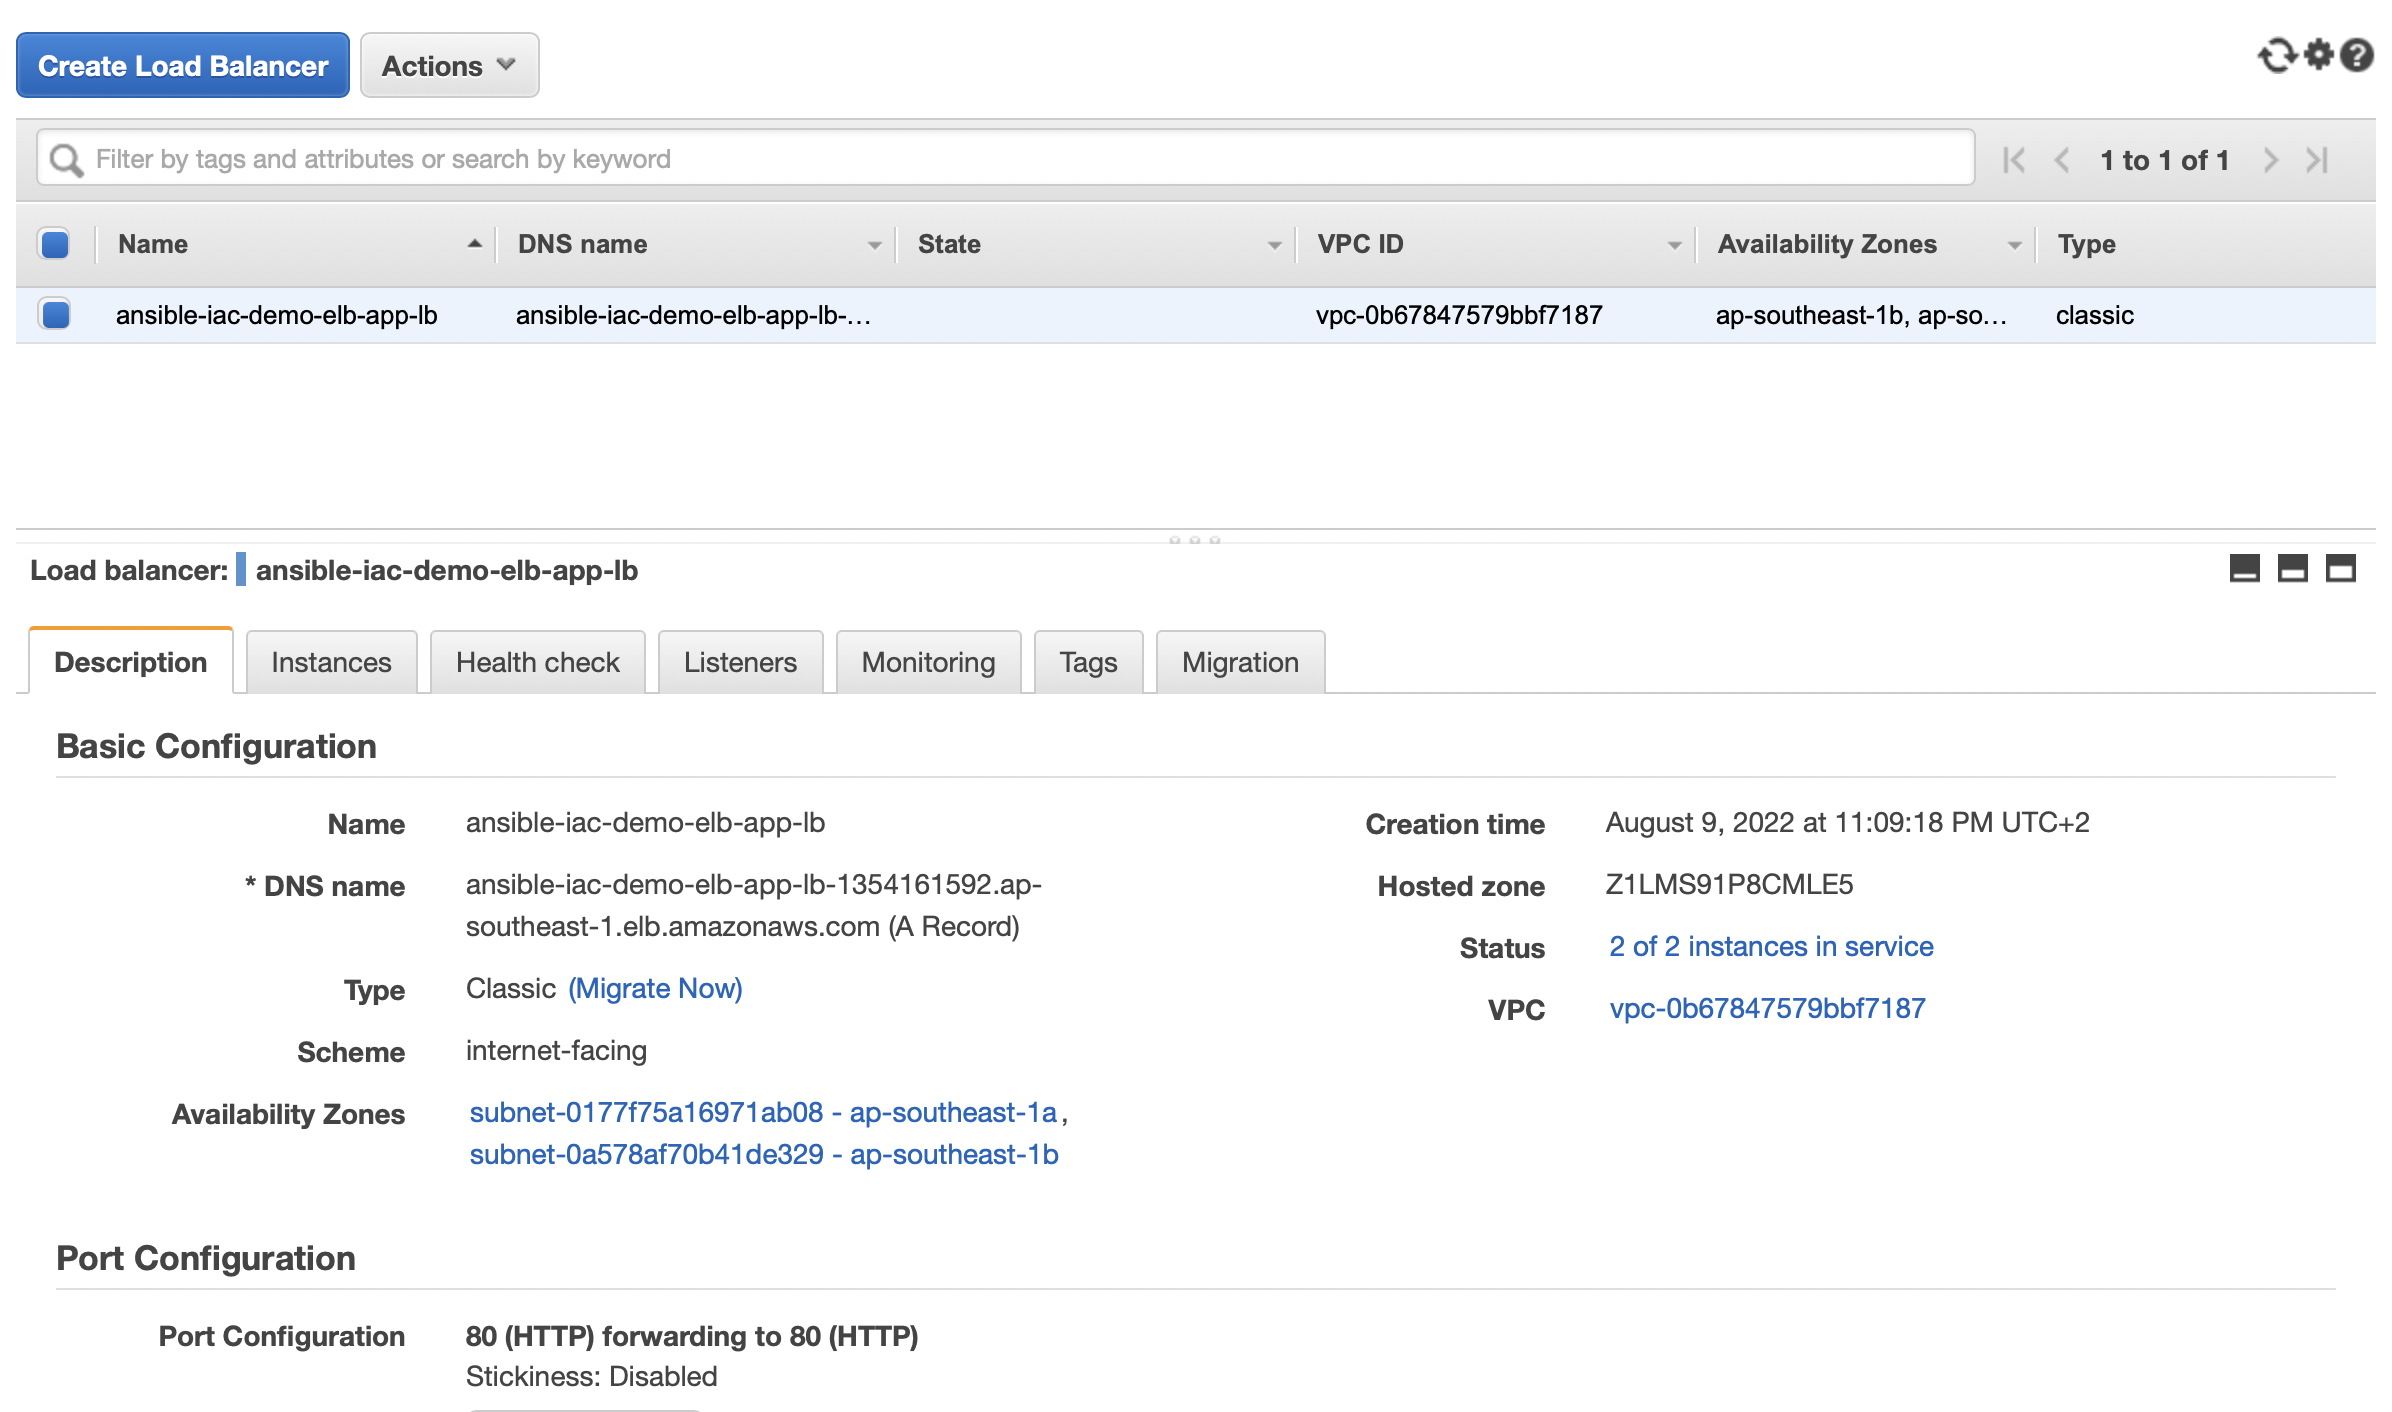 Create Load Balancer Actions
Filter by tags and attributes or search by keyword 1 to 1 of 1
Name DNS name State VPC ID Availability Zones Type
ansible-iac-demo-elb-app-lb ansible-iac-demo-elb-app-lb-... vpc-0b67847579bbf7187 ap-southeast-1b, ap-so... classic
Load balancer: ansible-iac-demo-elb-app-lb
Description Instances Health check Listeners Monitoring Tags Migration
Basic Configuration
Name ansible-iac-demo-elb-app-lb Creation time August 9, 2022 at 11:09:18 PM UTC+2
* DNS name ansible-iac-demo-elb-app-lb-1354161592.ap- Hosted zone Z1LMS91P8CMLE5
southeast-1.elb.amazonaws.com (A Record)
Status 2 of 2 instances in service
Type Classic (Migrate Now)
VPC vpc-0b67847579bbf7187
Scheme internet-facing
Availability Zones subnet-0177f75a16971ab08 - ap-southeast-1a,
subnet-0a578af70b41de329 - ap-southeast-1b
Port Configuration
Port Configuration 80 (HTTP) forwarding to 80 (HTTP)
Stickiness: Disabled